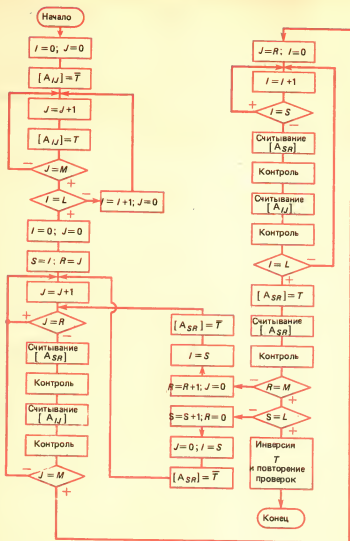 Начало
I=0; J=0
[A_IJ]=T̅
J=J+1
[A_IJ]=T
−
J=M
+
I=L
−
I=I+1; J=0
+
I=0; J=0
S=I; R=J
J=J+1
+
J=R
−
Считывание
[A_SR]
Контроль
Считывание
[A_IJ]
Контроль
−
J=M
+
[A_SR]=T̅
I=S
R=R+1; J=0
S=S+1; R=0
J=0; I=S
[A_SR]=T̅
J=R; I=0
I=I+1
+
I=S
−
Считывание
[A_SR]
Контроль
Считывание
[A_IJ]
Контроль
I=L
−
+
[A_SR]=T
Считывание
[A_SR]
Контроль
−
R=M
+
−
S=L
+
Инверсия
T
и повторение
проверок
Конец